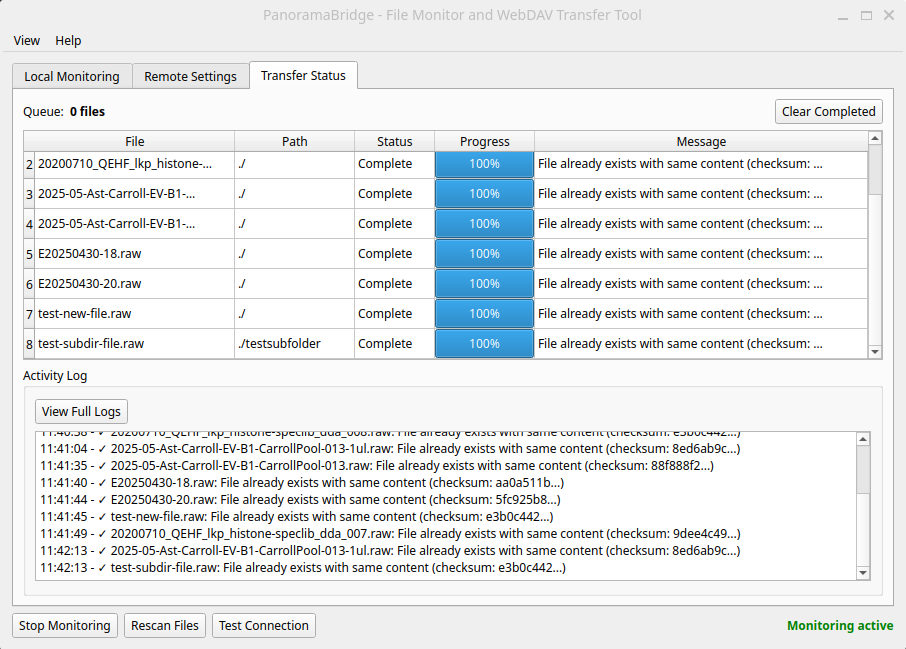 PanoramaBridge - File Monitor and WebDAV Transfer Tool
View Help
Local Monitoring Remote Settings Transfer Status
Queue: 0 files Clear Completed
File Path Status Progress Message
2 20200710_QEHF_lkp_histone-... ./ Complete 100% File already exists with same content (checksum: ...
3 2025-05-Ast-Carroll-EV-B1-... ./ Complete 100% File already exists with same content (checksum: ...
4 2025-05-Ast-Carroll-EV-B1-... ./ Complete 100% File already exists with same content (checksum: ...
5 E20250430-18.raw ./ Complete 100% File already exists with same content (checksum: ...
6 E20250430-20.raw ./ Complete 100% File already exists with same content (checksum: ...
7 test-new-file.raw ./ Complete 100% File already exists with same content (checksum: ...
8 test-subdir-file.raw ./testsubfolder Complete 100% File already exists with same content (checksum: ...
Activity Log
View Full Logs
11:40:38 - ✓ 20200710_QEHF_lkp_histone-speclib_dda_008.raw: File already exists with same content (checksum: e3b0c442...)
11:41:04 - ✓ 2025-05-Ast-Carroll-EV-B1-CarrollPool-013-1ul.raw: File already exists with same content (checksum: 8ed6ab9c...)
11:41:35 - ✓ 2025-05-Ast-Carroll-EV-B1-CarrollPool-013.raw: File already exists with same content (checksum: 88f888f2...)
11:41:40 - ✓ E20250430-18.raw: File already exists with same content (checksum: aa0a511b...)
11:41:44 - ✓ E20250430-20.raw: File already exists with same content (checksum: 5fc925b8...)
11:41:45 - ✓ test-new-file.raw: File already exists with same content (checksum: e3b0c442...)
11:41:49 - ✓ 20200710_QEHF_lkp_histone-speclib_dda_007.raw: File already exists with same content (checksum: 9dee4c49...)
11:42:13 - ✓ 2025-05-Ast-Carroll-EV-B1-CarrollPool-013-1ul.raw: File already exists with same content (checksum: 8ed6ab9c...)
11:42:13 - ✓ test-subdir-file.raw: File already exists with same content (checksum: e3b0c442...)
Stop Monitoring Rescan Files Test Connection Monitoring active